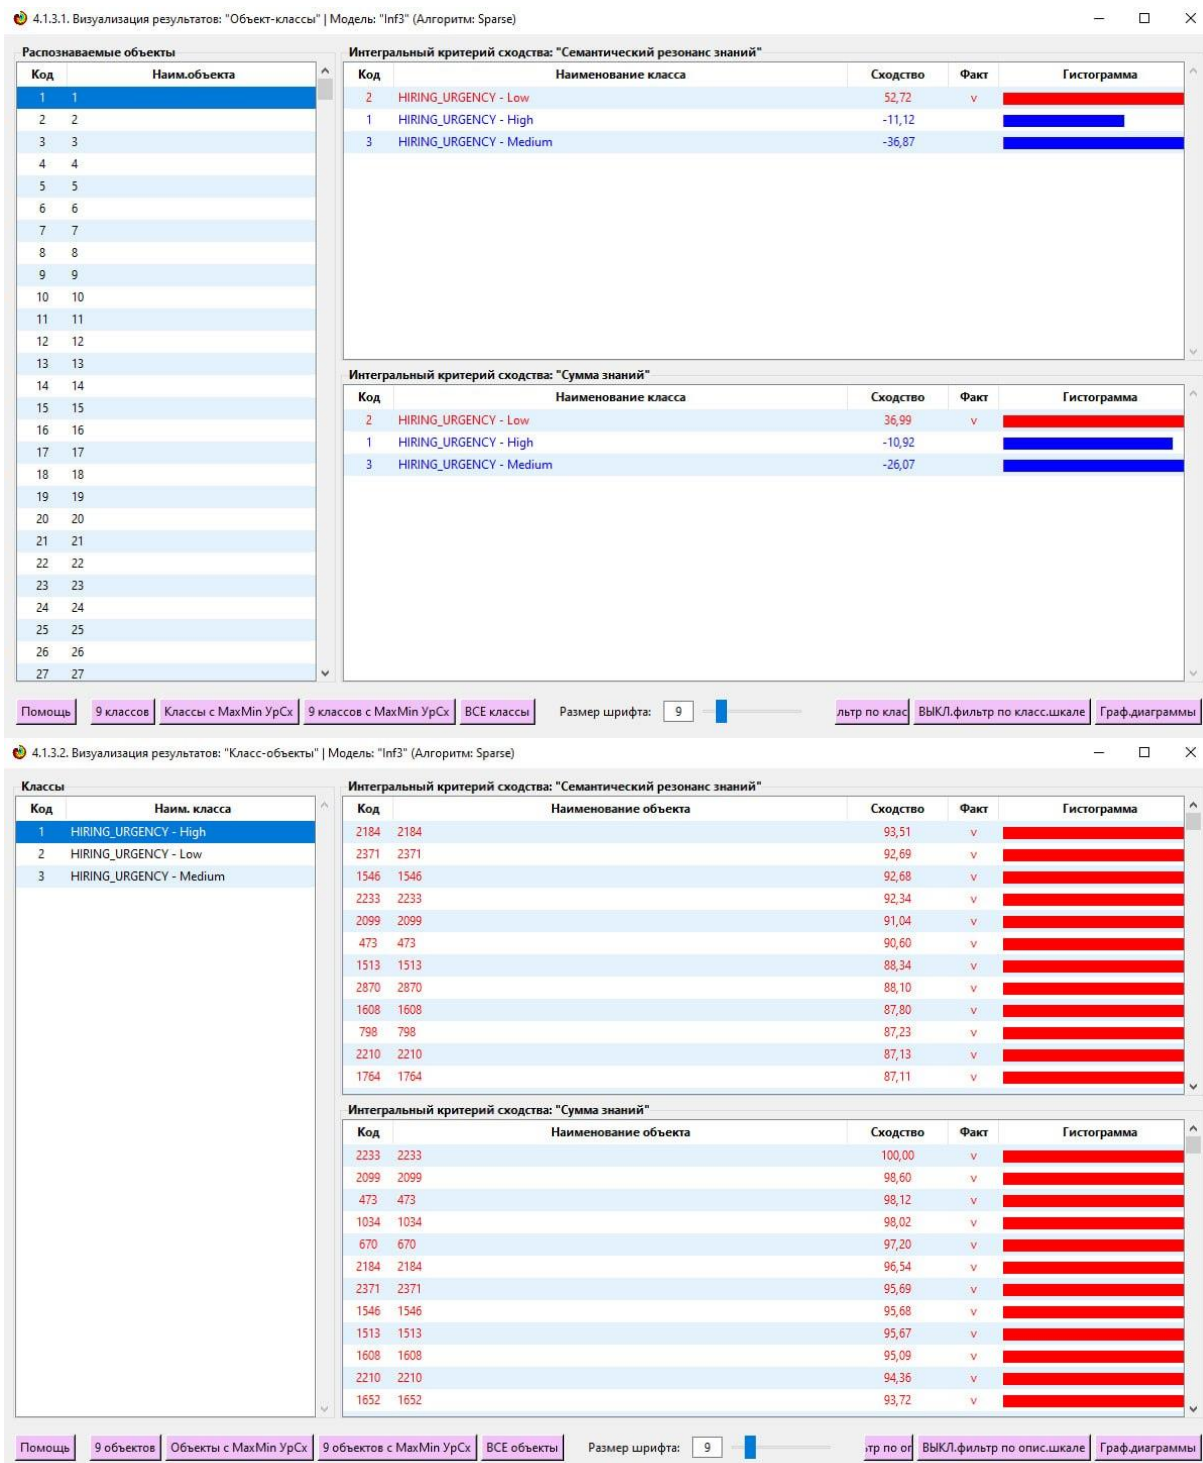 4.1.3.1. Визуализация результатов: "Объект-классы" | Модель: "Inf3" (Алгоритм: Sparse)
Распознаваемые объекты
Код Наим.объекта
1 1
2 2
3 3
4 4
5 5
6 6
7 7
8 8
9 9
10 10
11 11
12 12
13 13
14 14
15 15
16 16
17 17
18 18
19 19
20 20
21 21
22 22
23 23
24 24
25 25
26 26
27 27
Интегральный критерий сходства: "Семантический резонанс знаний"
Код Наименование класса Сходство Факт Гистограмма
2 HIRING_URGENCY - Low 52,72 v
1 HIRING_URGENCY - High -11,12
3 HIRING_URGENCY - Medium -36,87
Интегральный критерий сходства: "Сумма знаний"
Код Наименование класса Сходство Факт Гистограмма
2 HIRING_URGENCY - Low 36,99 v
1 HIRING_URGENCY - High -10,92
3 HIRING_URGENCY - Medium -26,07
Помощь 9 классов Классы с MaxMin УрСх 9 классов с MaxMin УрСх ВСЕ классы Размер шрифта: 9 льтр по клас ВЫКЛ.фильтр по класс.шкале Граф.диаграммы
4.1.3.2. Визуализация результатов: "Класс-объекты" | Модель: "Inf3" (Алгоритм: Sparse)
Классы
Код Наим. класса
1 HIRING_URGENCY - High
2 HIRING_URGENCY - Low
3 HIRING_URGENCY - Medium
Интегральный критерий сходства: "Семантический резонанс знаний"
Код Наименование объекта Сходство Факт Гистограмма
2184 2184 93,51 v
2371 2371 92,69 v
1546 1546 92,68 v
2233 2233 92,34 v
2099 2099 91,04 v
473 473 90,60 v
1513 1513 88,34 v
2870 2870 88,10 v
1608 1608 87,80 v
798 798 87,23 v
2210 2210 87,13 v
1764 1764 87,11 v
Интегральный критерий сходства: "Сумма знаний"
Код Наименование объекта Сходство Факт Гистограмма
2233 2233 100,00 v
2099 2099 98,60 v
473 473 98,12 v
1034 1034 98,02 v
670 670 97,20 v
2184 2184 96,54 v
2371 2371 95,69 v
1546 1546 95,68 v
1513 1513 95,67 v
1608 1608 95,09 v
2210 2210 94,36 v
1652 1652 93,72 v
Помощь 9 объектов Объекты с MaxMin УрСх 9 объектов с MaxMin УрСх ВСЕ объекты Размер шрифта: 9 тр по оп ВЫКЛ.фильтр по опис.шкале Граф.диаграммы